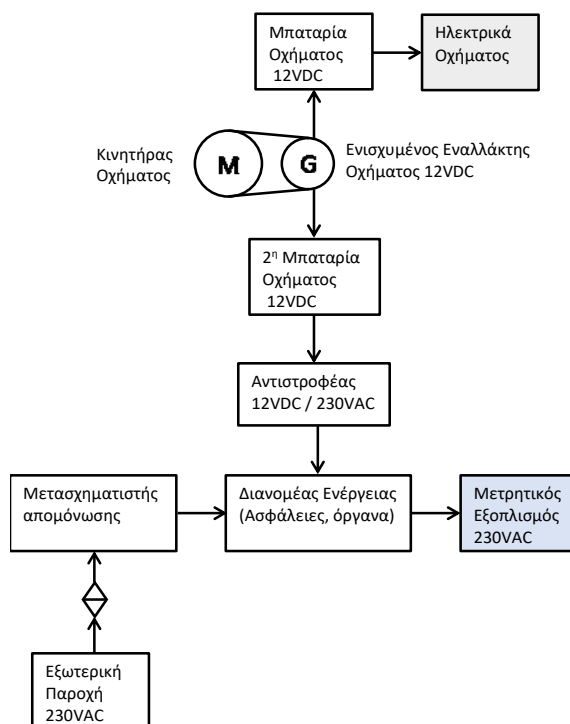 Μπαταρία
Οχήματος
12VDC
Ηλεκτρικά
Οχήματος
Κινητήρας
Οχήματος
M
G
Ενισχυμένος Εναλλάκτης
Οχήματος 12VDC
2η Μπαταρία
Οχήματος
12VDC
Αντιστροφέας
12VDC / 230VAC
Μετασχηματιστής
απομόνωσης
Διανομέας Ενέργειας
(Ασφάλειες, όργανα)
Μετρητικός
Εξοπλισμός
230VAC
Εξωτερική
Παροχή
230VAC